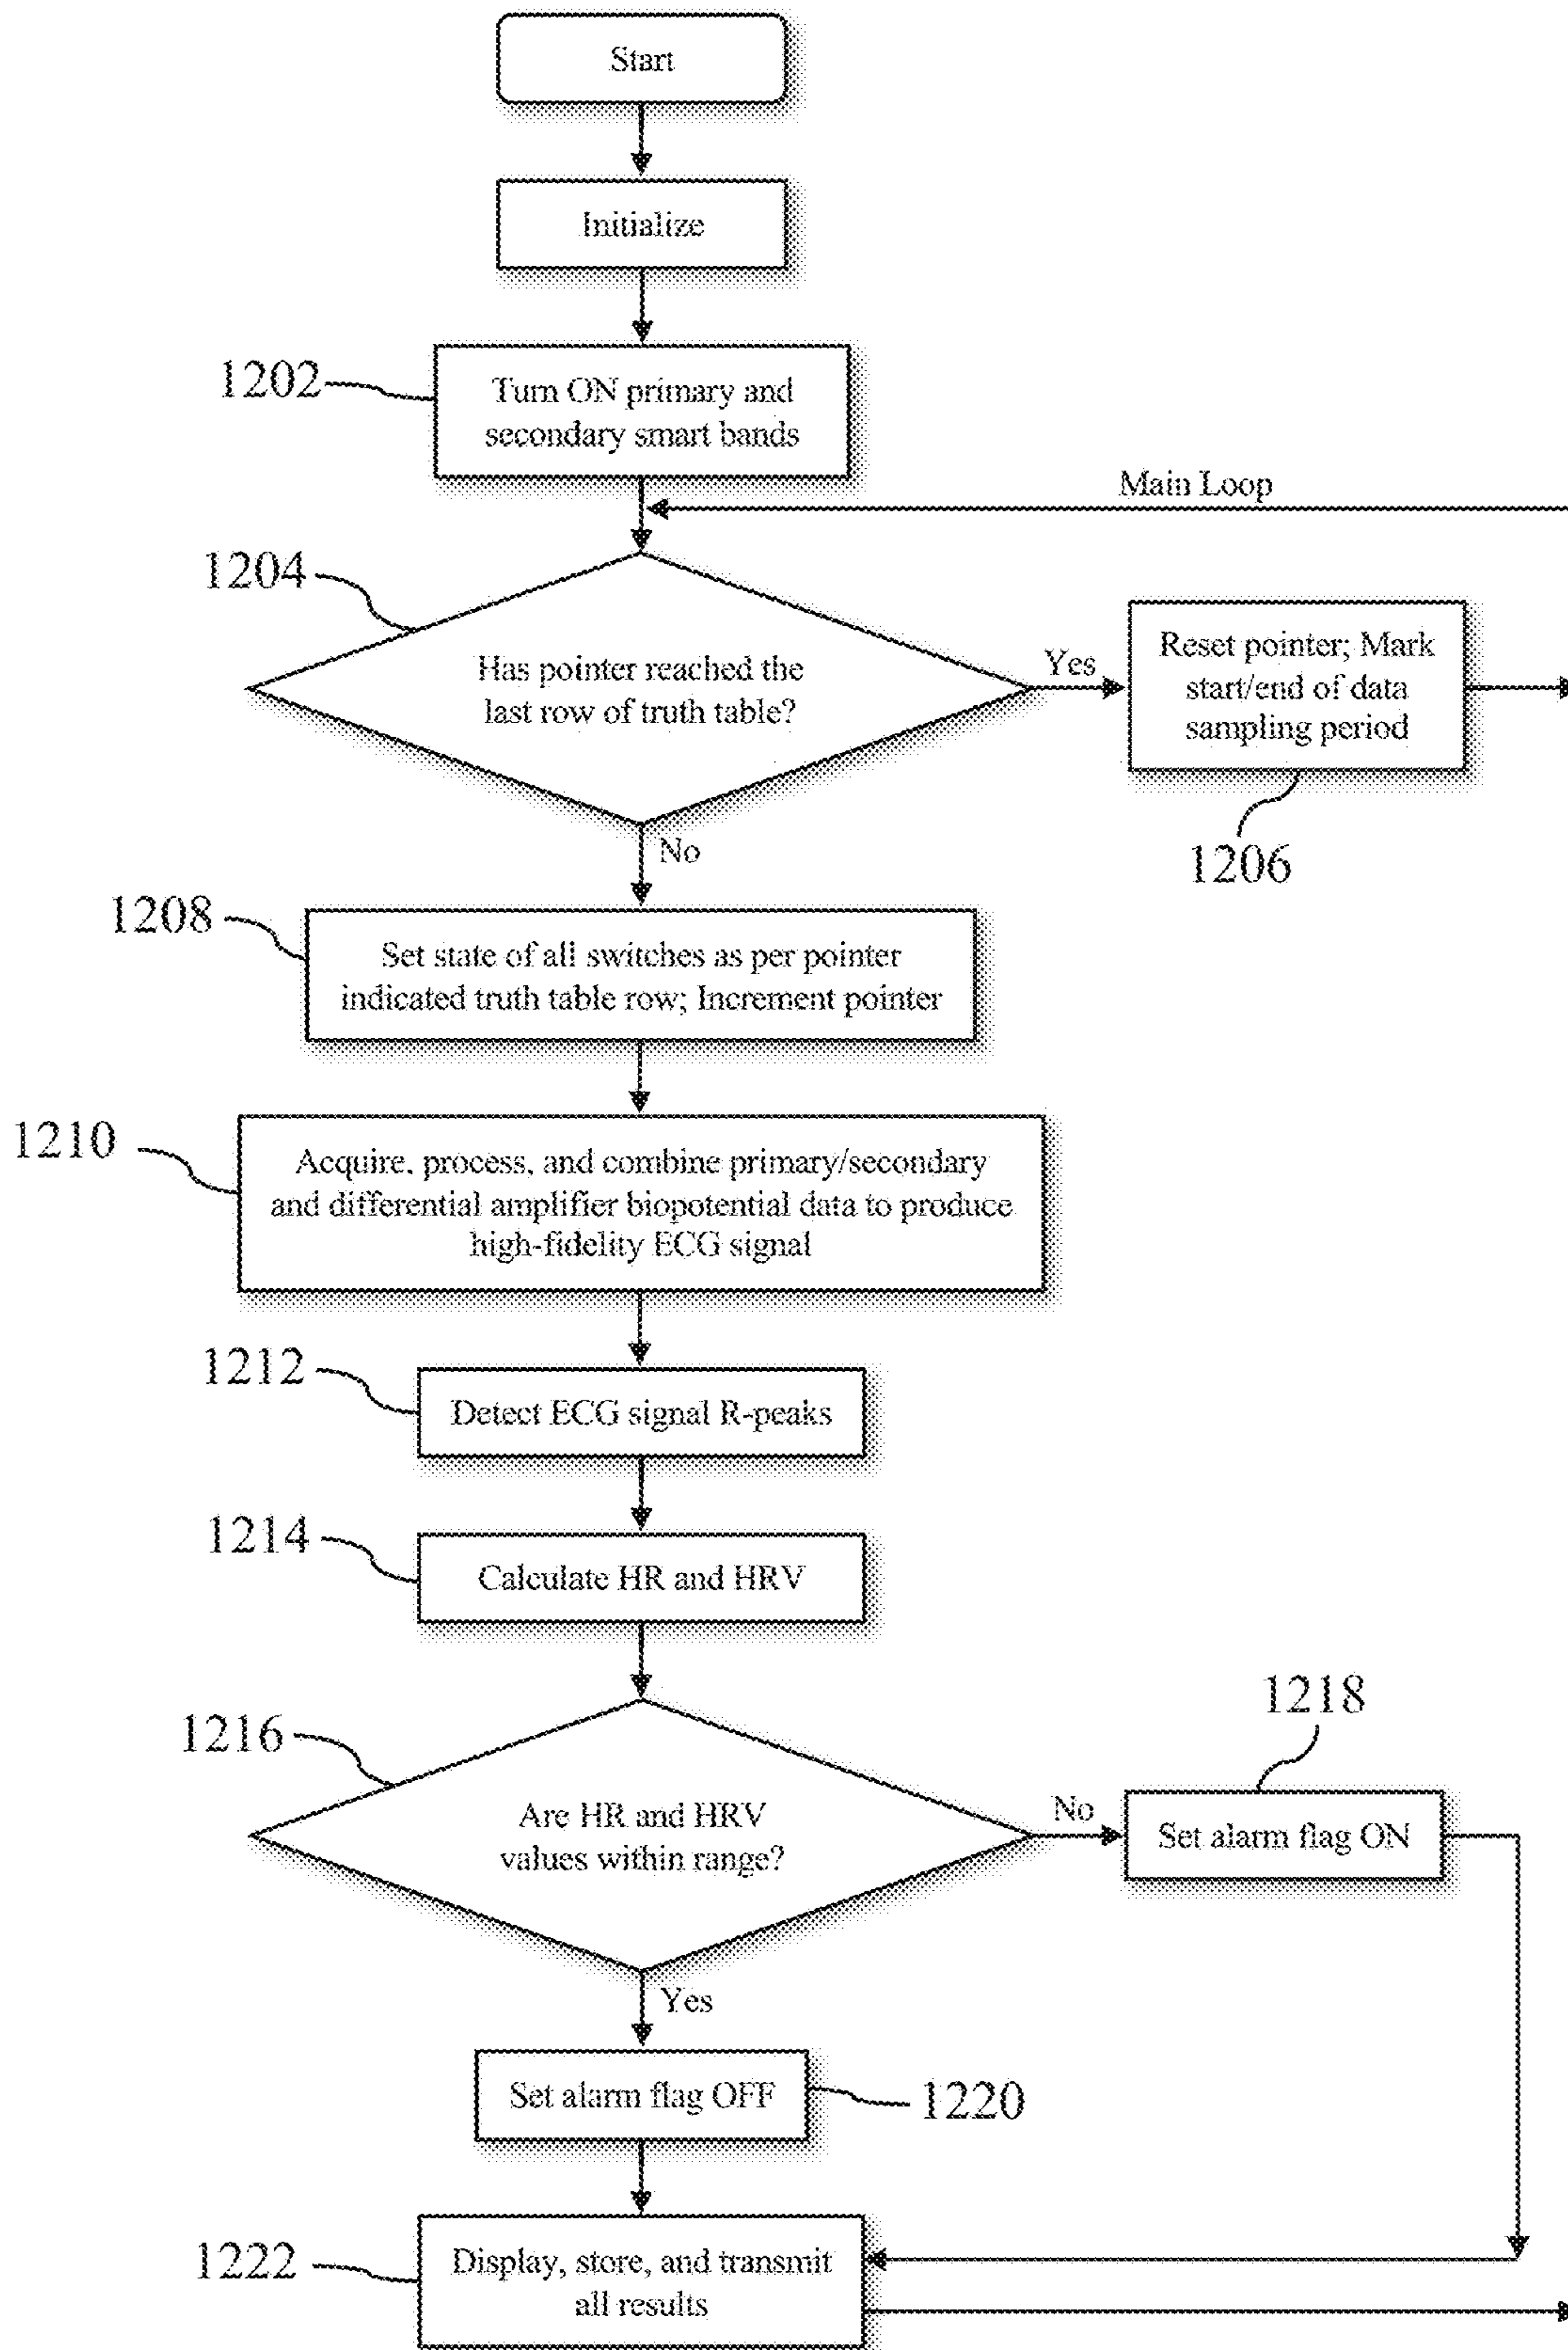 Start
Initialize
1202
Turn ON primary and
secondary smart bands
Main Loop
1204
Has pointer reached the
last row of truth table?
Yes
Reset pointer; Mark
start/end of data
sampling period
1206
No
1208
Set state of all switches as per pointer
indicated truth table row; Increment pointer
1210
Acquire, process, and combine primary/secondary
and differential amplifier biopotential data to produce
high-fidelity ECG signal
1212
Detect ECG signal R-peaks
1214
Calculate HR and HRV
1216
Are HR and HRV
values within range?
No
1218
Set alarm flag ON
Yes
Set alarm flag OFF
1220
1222
Display, store, and transmit
all results